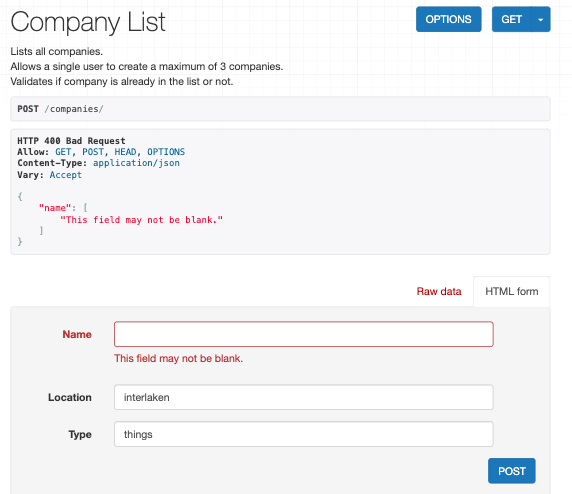 Company List
OPTIONS
GET
Lists all companies.
Allows a single user to create a maximum of 3 companies.
Validates if company is already in the list or not.
POST /companies/
HTTP 400 Bad Request
Allow: GET, POST, HEAD, OPTIONS
Content-Type: application/json
Vary: Accept
{
    "name": [
        "This field may not be blank."
    ]
}
Raw data
HTML form
Name
This field may not be blank.
Location interlaken
Type things
POST